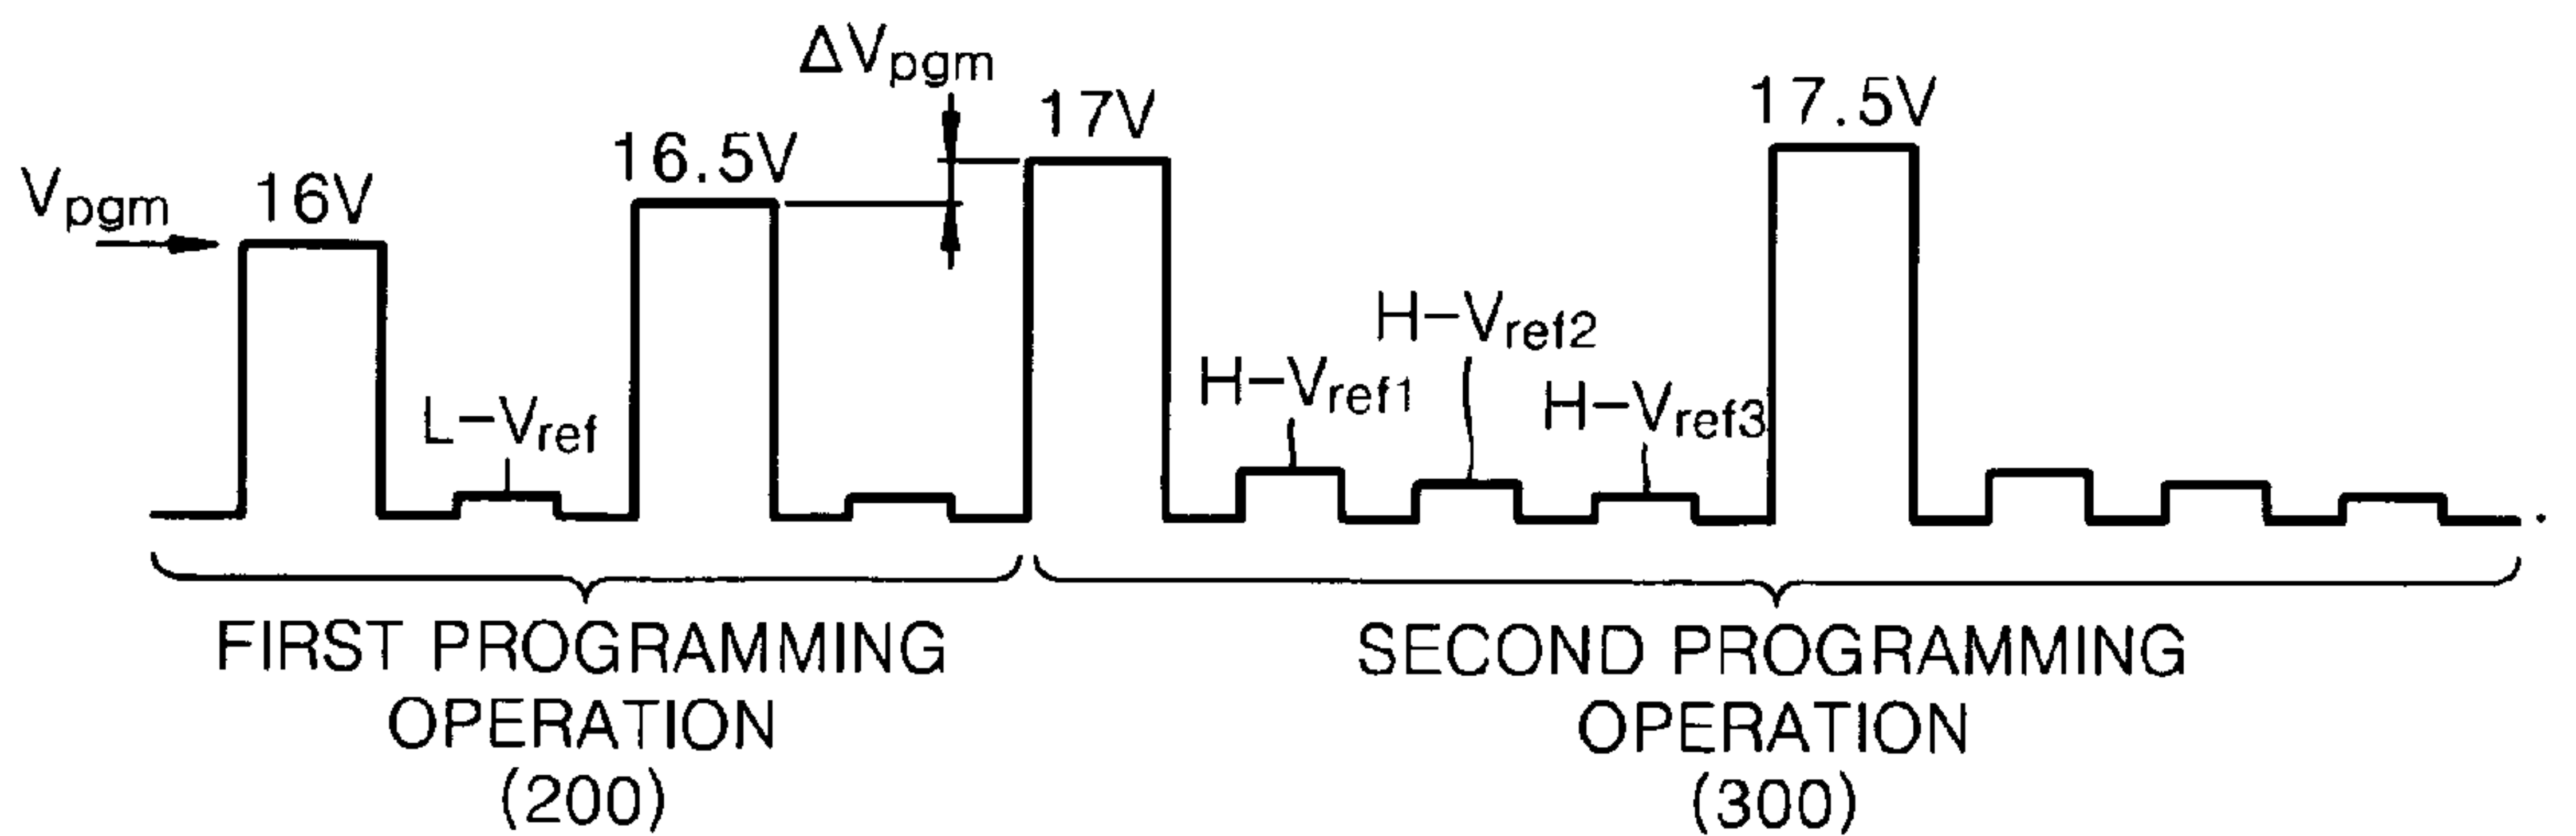 ΔVpgm
17V
17.5V
16.5V
Vpgm
16V
H-Vref2
H-Vref1
H-Vref3
L-Vref
FIRST PROGRAMMING
OPERATION
(200)
SECOND PROGRAMMING
OPERATION
(300)